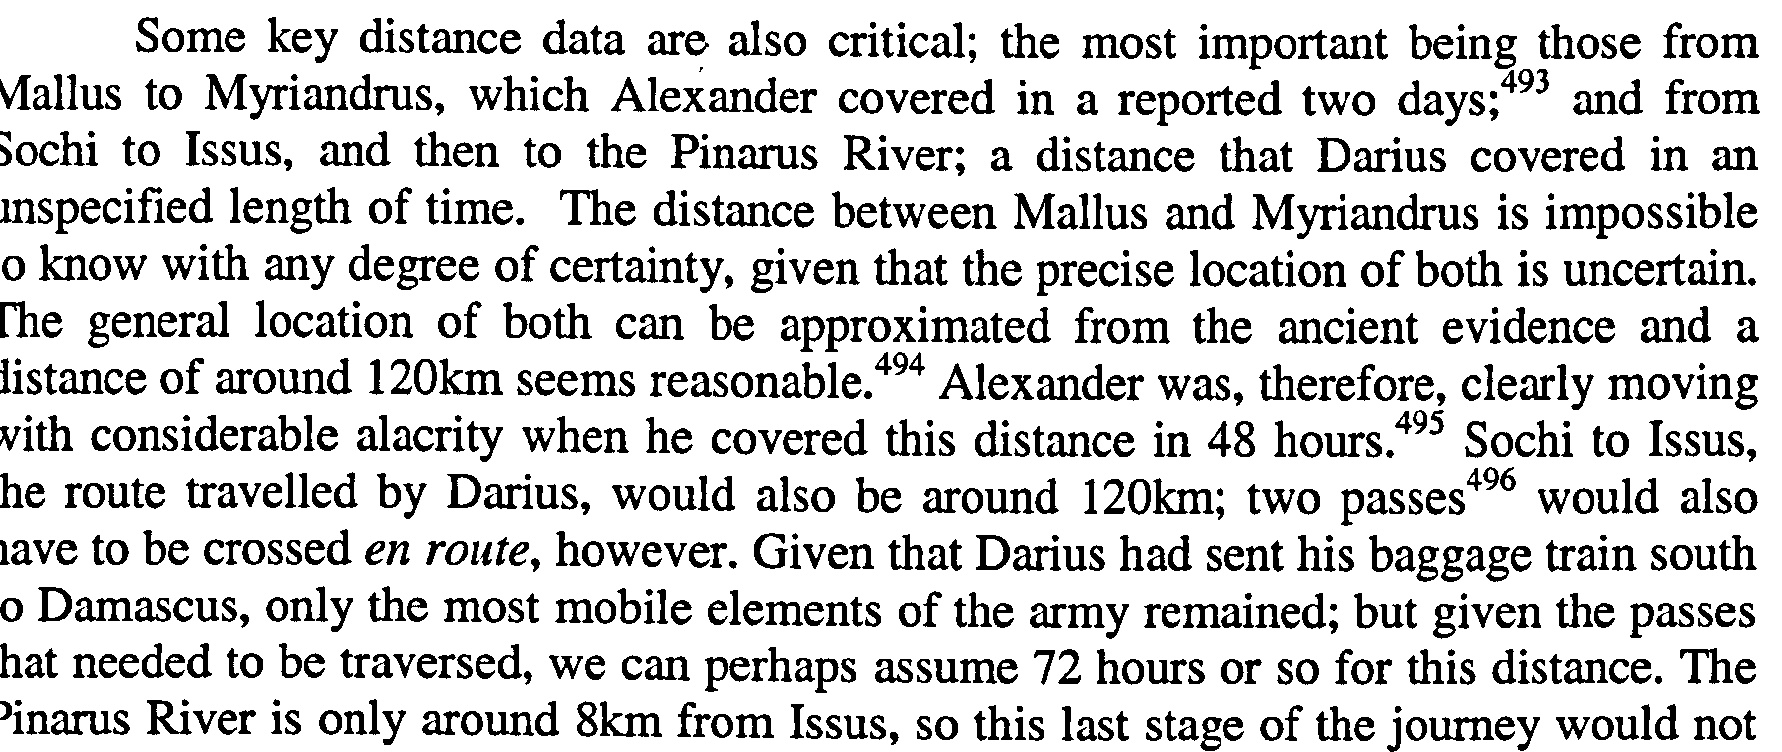 Some key distance data are also critical; the most important being those from
Mallus to Myriandrus, which Alexander covered in a reported two days;493 and from
Sochi to Issus, and then to the Pinarus River; a distance that Darius covered in an
unspecified length of time. The distance between Mallus and Myriandrus is impossible
to know with any degree of certainty, given that the precise location of both is uncertain.
The general location of both can be approximated from the ancient evidence and a
distance of around 120km seems reasonable.494 Alexander was, therefore, clearly moving
with considerable alacrity when he covered this distance in 48 hours.495 Sochi to Issus,
the route travelled by Darius, would also be around 120km; two passes496 would also
have to be crossed en route, however. Given that Darius had sent his baggage train south
to Damascus, only the most mobile elements of the army remained; but given the passes
that needed to be traversed, we can perhaps assume 72 hours or so for this distance. The
Pinarus River is only around 8km from Issus, so this last stage of the journey would not